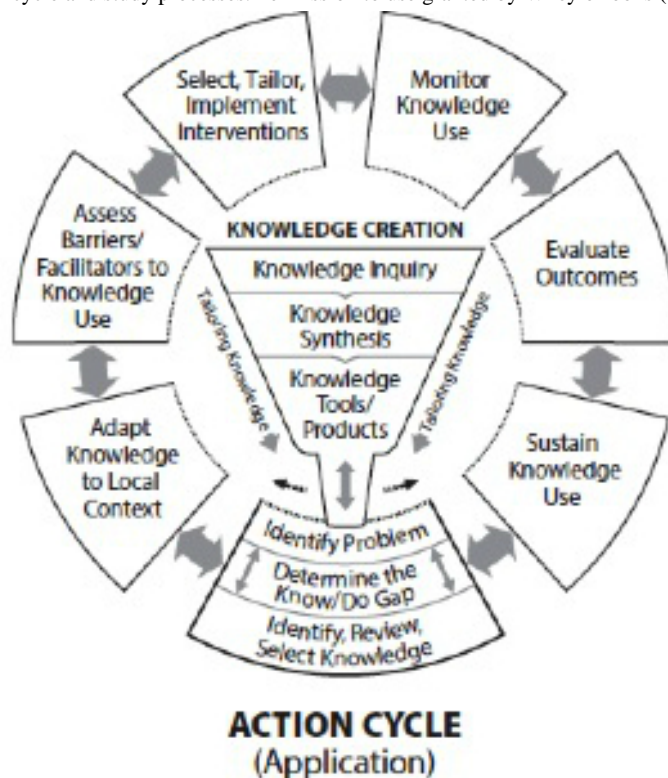 Select, Tailor,
Implement
Interventions
Monitor
Knowledge
Use
Assess
Barriers/
Facilitators to
Knowledge
Use
KNOWLEDGE CREATION
Evaluate
Outcomes
Knowledge Inquiry
Knowledge
Synthesis
Knowledge
Tools/
Products
Tailoring Knowledge
Tailoring Knowledge
Adapt
Knowledge
to Local
Context
Sustain
Knowledge
Use
Identify Problem
Determine the
Know/Do Gap
Identify, Review,
Select Knowledge
ACTION CYCLE
(Application)